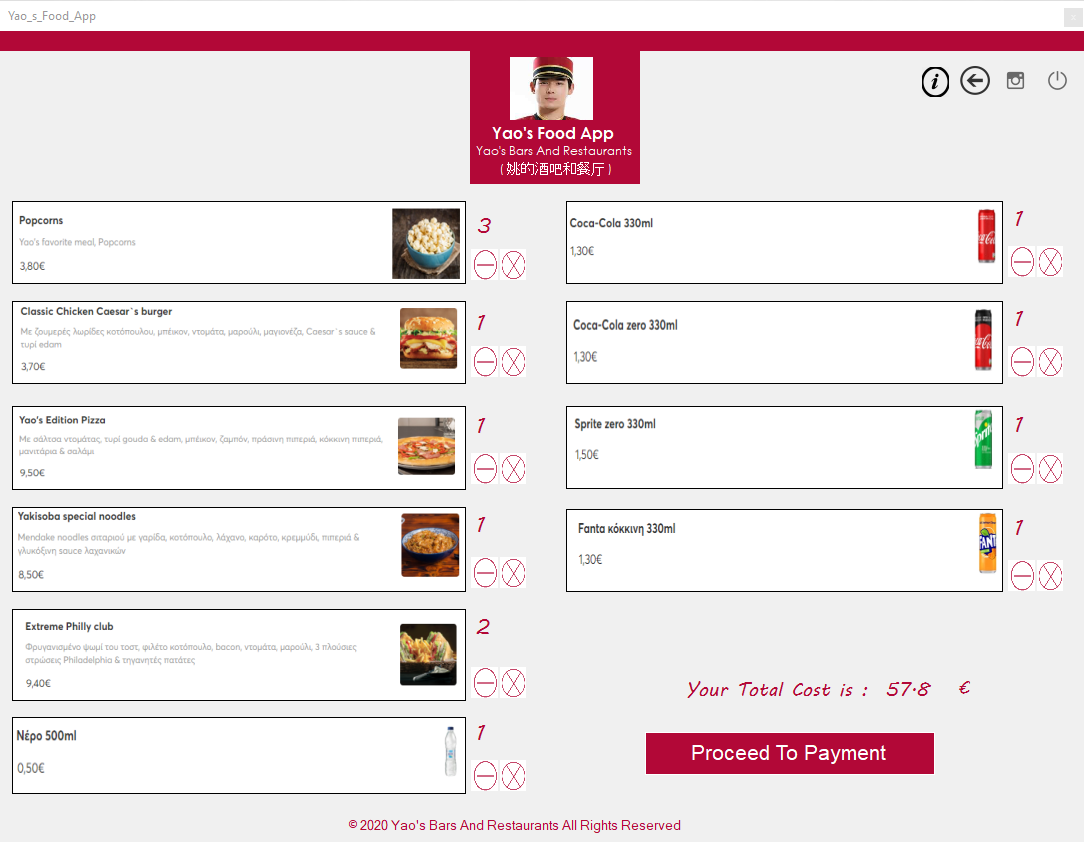 Yao_s_Food_App
Yao's Food App
Yao's Bars And Restaurants
(姚的酒吧和餐厅)
Popcorns
Yao's favorite meal, Popcorns
3,80€
3
Classic Chicken Caesar`s burger
Με ζουμερές λωρίδες κοτόπουλου, μπέικον, ντομάτα, μαρούλι, μαγιονέζα, Caesar`s sauce &
τυρί edam
3,70€
1
Yao's Edition Pizza
Με σάλτσα ντομάτας, τυρί gouda & edam, μπέικον, ζαμπόν, πράσινη πιπεριά, κόκκινη πιπεριά,
μανιτάρια & σαλάμι
9,50€
1
Yakisoba special noodles
Mendoke noodles σιταριού με γαρίδα, κοτόπουλο, λάχανο, καρότο, κρεμμύδι, πιπεριά &
γλυκόξινη sauce λαχανικών
8,50€
1
Extreme Philly club
Φρυγανισμένο ψωμί του τοστ, φιλέτο κοτόπουλο, bacon, ντομάτα, μαρούλι, 3 πλούσιες
στρώσεις Philadelphia & τηγανητές πατάτες
9,40€
2
Νέρο 500ml
0,50€
1
Coca-Cola 330ml
1,30€
1
Coca-Cola zero 330ml
1,30€
1
Sprite zero 330ml
1,50€
1
Fanta κόκκινη 330ml
1,30€
1
Your Total Cost is : 57.8 €
Proceed To Payment
© 2020 Yao's Bars And Restaurants All Rights Reserved